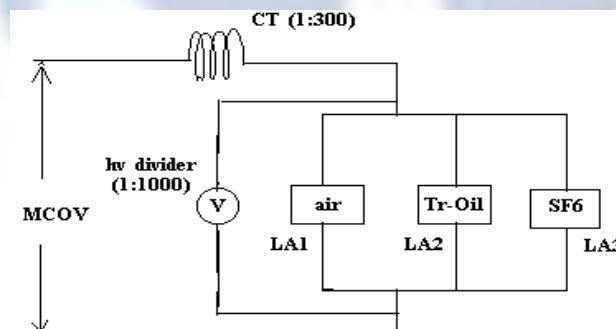 CT (1:300)
hv divider
(1:1000)
MCOV
V
air
Tr-Oil
SF6
LA1
LA2
LA3